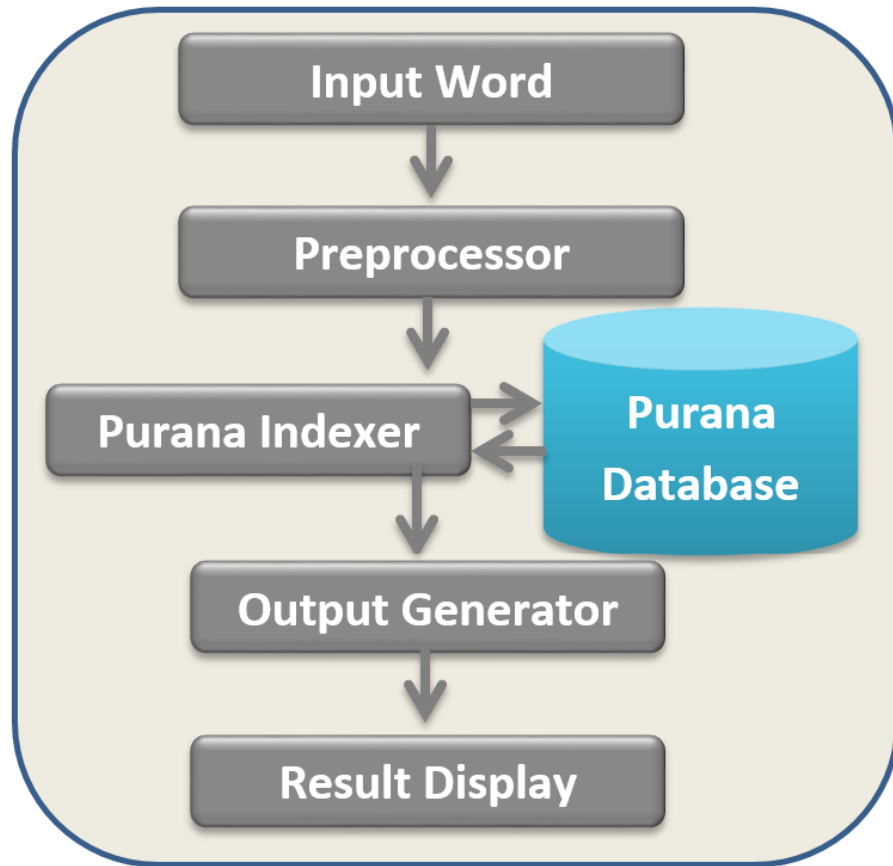 Input Word
Preprocessor
Purana Indexer
Purana
Database
Output Generator
Result Display